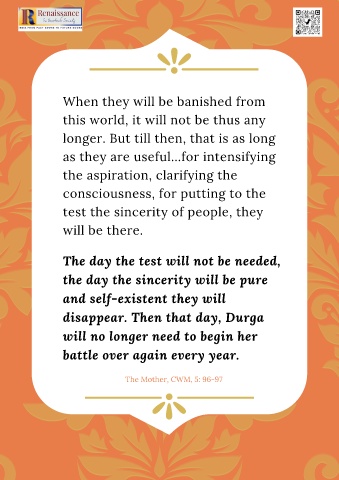 Renaissance
When they will be banished from
this world, it will not be thus any
longer. But till then, that is as long
as they are useful...for intensifying
the aspiration, clarifying the
consciousness, for putting to the
test the sincerity of people, they
will be there.
The day the test will not be needed,
the day the sincerity will be pure
and self-existent they will
disappear. Then that day, Durga
will no longer need to begin her
battle over again every year.
The Mother, CWM, 5: 96-97